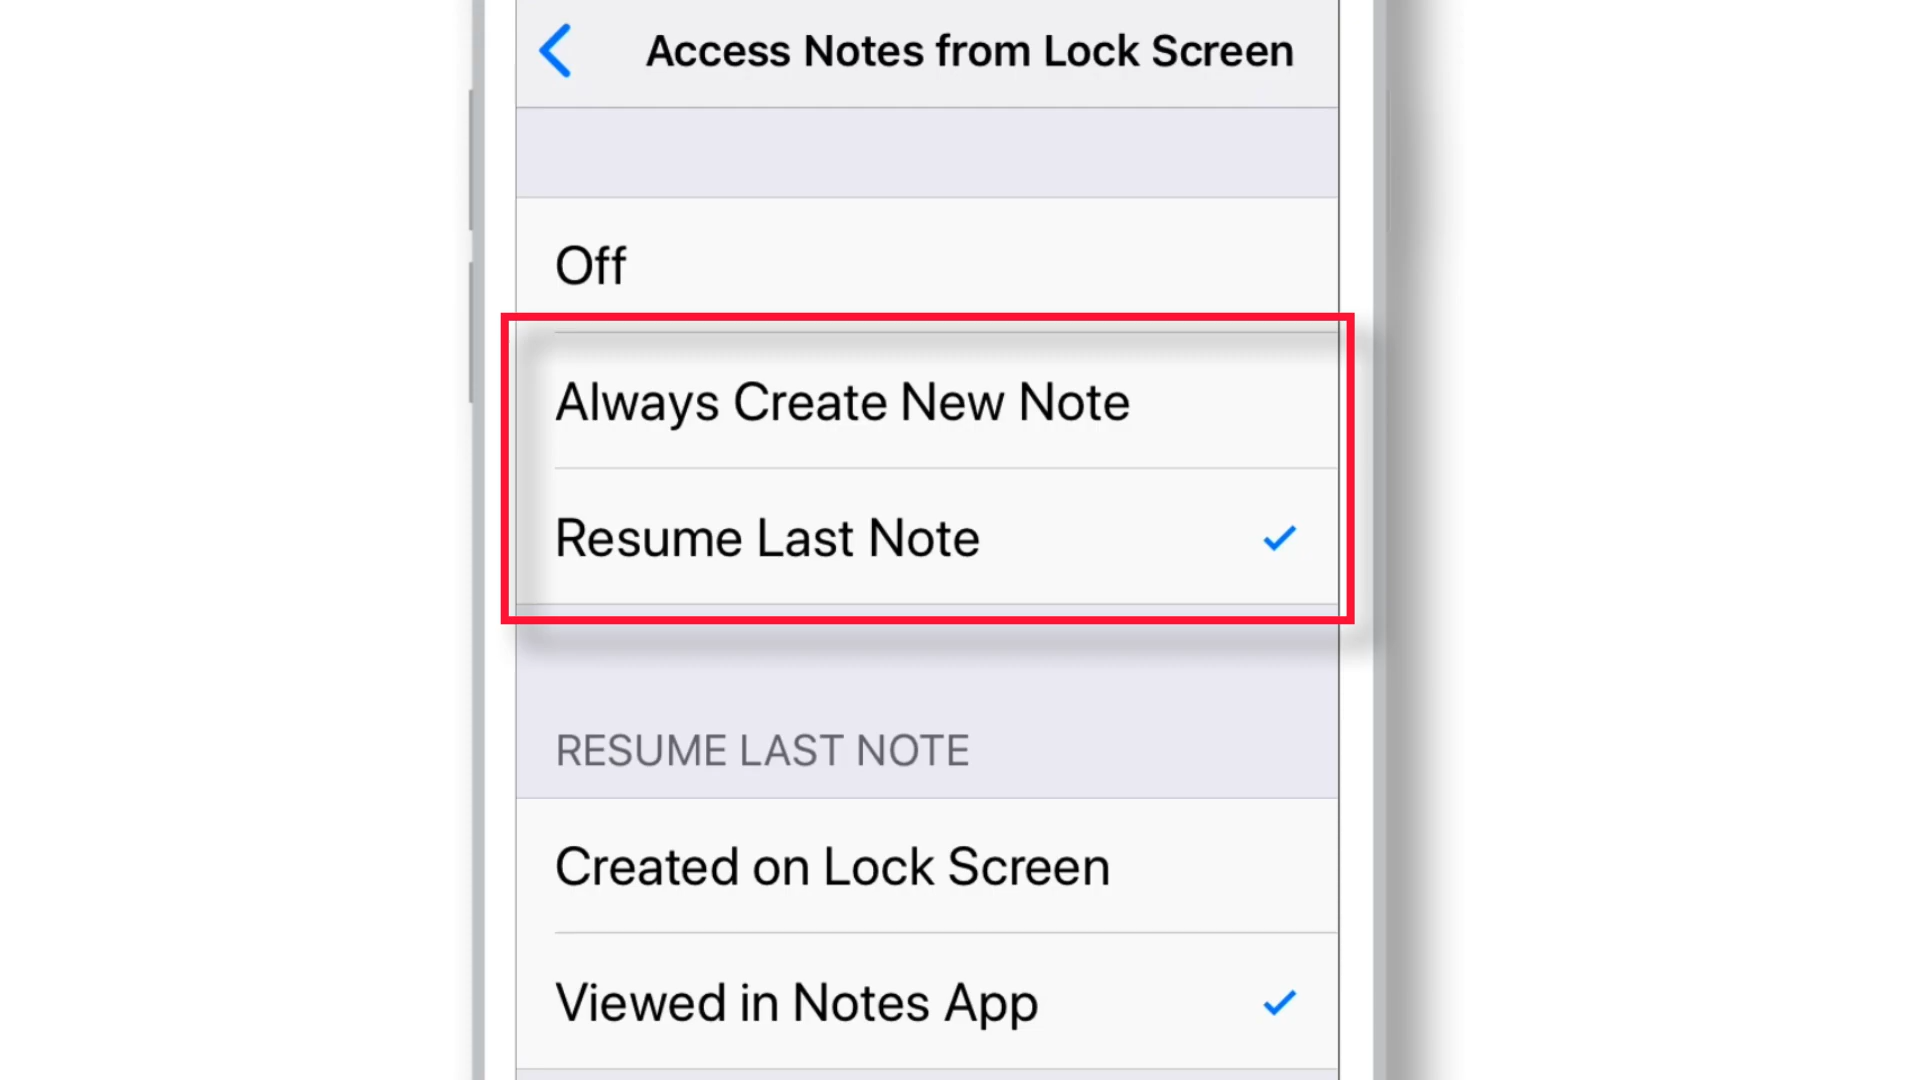 Access Notes from Lock Screen
Off
Always Create New Note
Resume Last Note
RESUME LAST NOTE
Created on Lock Screen
Viewed in Notes App